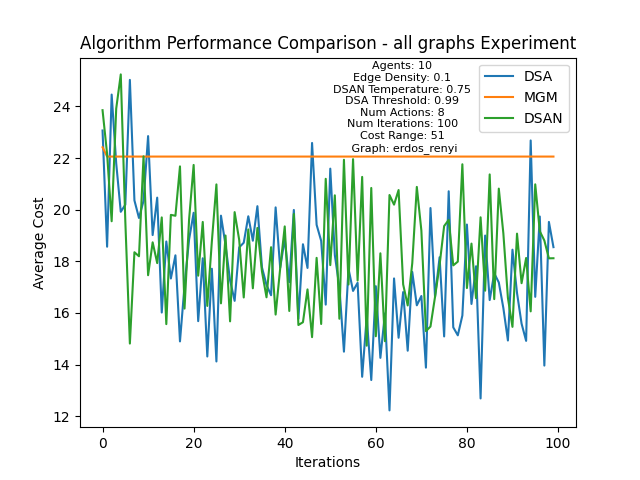 Algorithm Performance Comparison - all graphs Experiment
Agents: 10
Edge Density: 0.1
DSAN Temperature: 0.75
DSA Threshold: 0.99
Num Actions: 8
Num Iterations: 100
Cost Range: 51
Graph: erdos_renyi
DSA
MGM
DSAN
Average Cost
24
22
20
18
16
14
12
0
20
40
60
80
100
Iterations